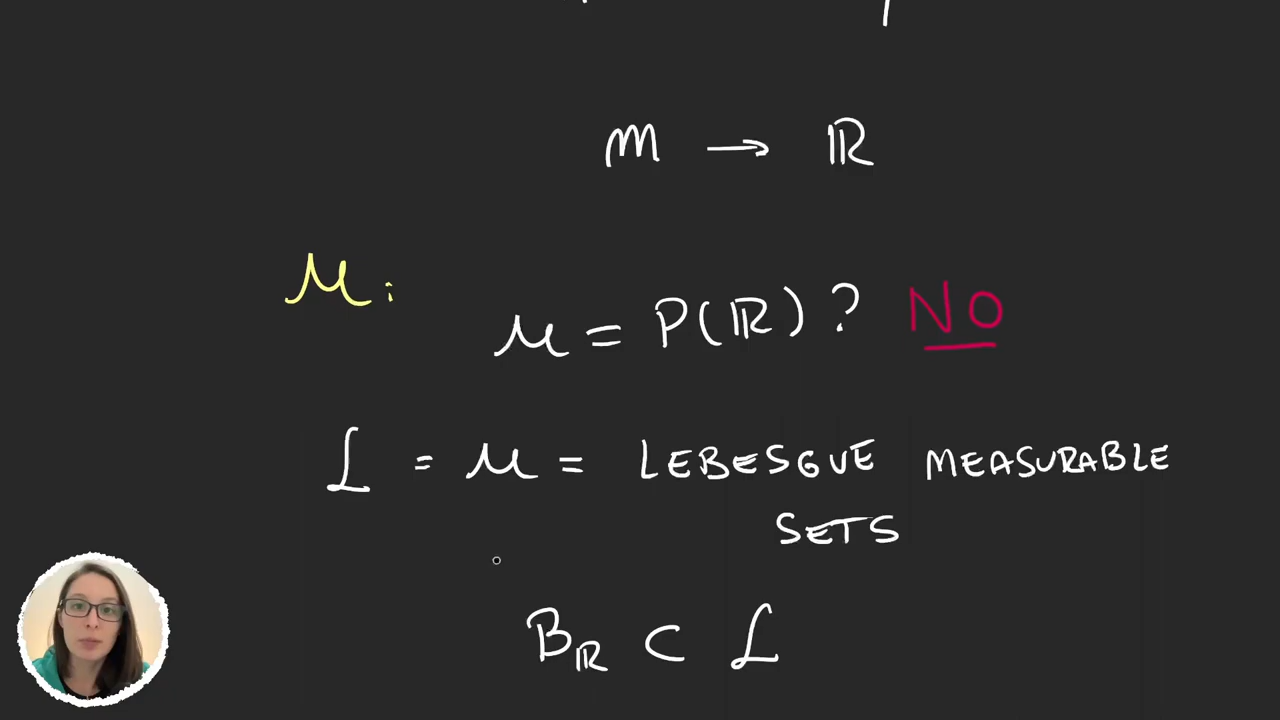 m → ℝ
M:
M = P(ℝ)? NO
L = M = LEBESGUE MEASURABLE
SETS
B_ℝ ⊂ L